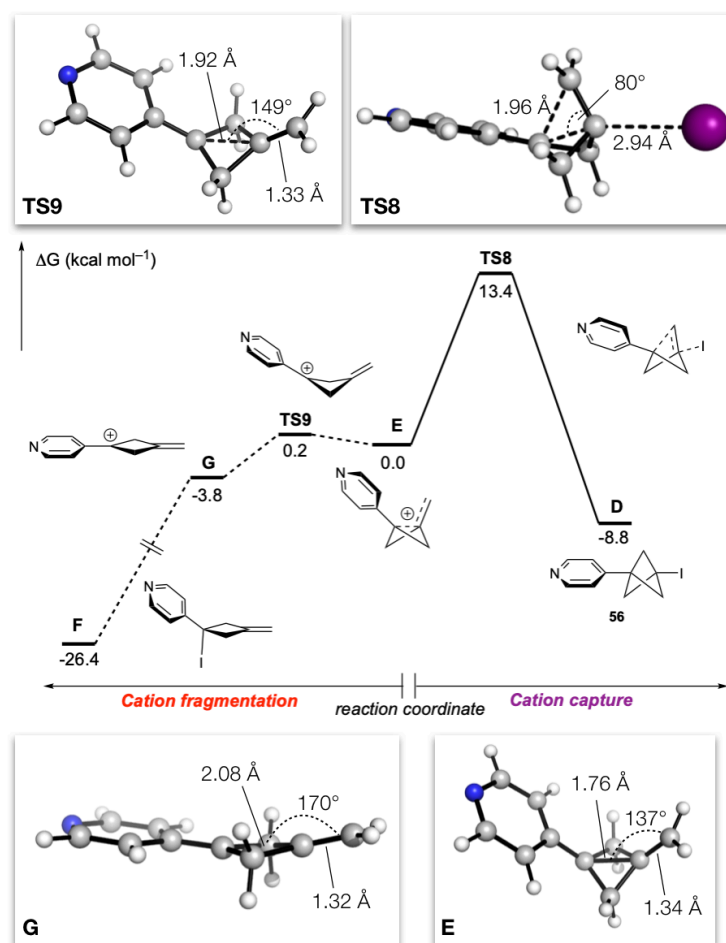 1.92 Å
149°
1.33 Å
TS9
1.96 Å
80°
2.94 Å
TS8
ΔG (kcal mol⁻¹)
TS8
13.4
N
I
N
⊕
TS9
0.2
E
0.0
N
⊕
G
-3.8
N
⊕
D
-8.8
N
I
56
F
-26.4
N
I
Cation fragmentation
reaction coordinate
Cation capture
2.08 Å
170°
1.32 Å
G
1.76 Å
137°
1.34 Å
E